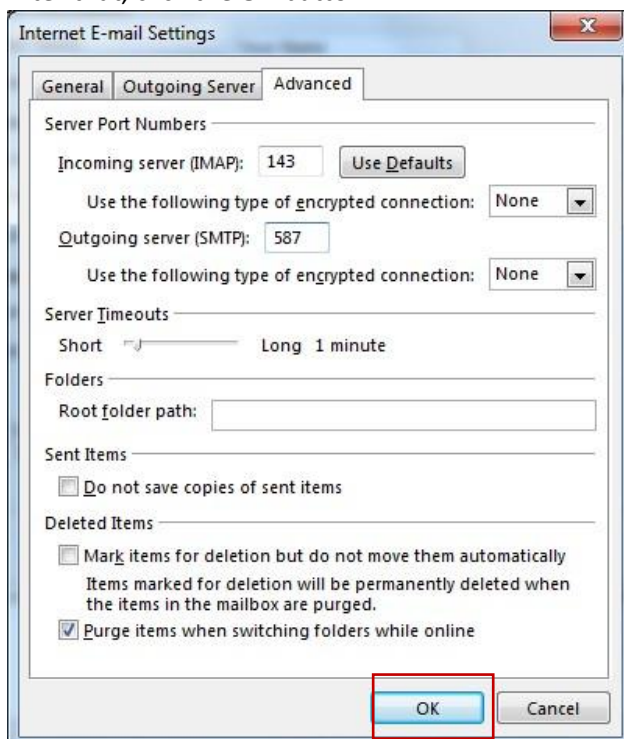 Internet E-mail Settings
General Outgoing Server Advanced
Server Port Numbers
Incoming server (IMAP): 143 Use Defaults
Use the following type of encrypted connection: None
Outgoing server (SMTP): 587
Use the following type of encrypted connection: None
Server Timeouts
Short Long 1 minute
Folders
Root folder path:
Sent Items
Do not save copies of sent items
Deleted Items
Mark items for deletion but do not move them automatically
Items marked for deletion will be permanently deleted when
the items in the mailbox are purged.
Purge items when switching folders while online
OK Cancel